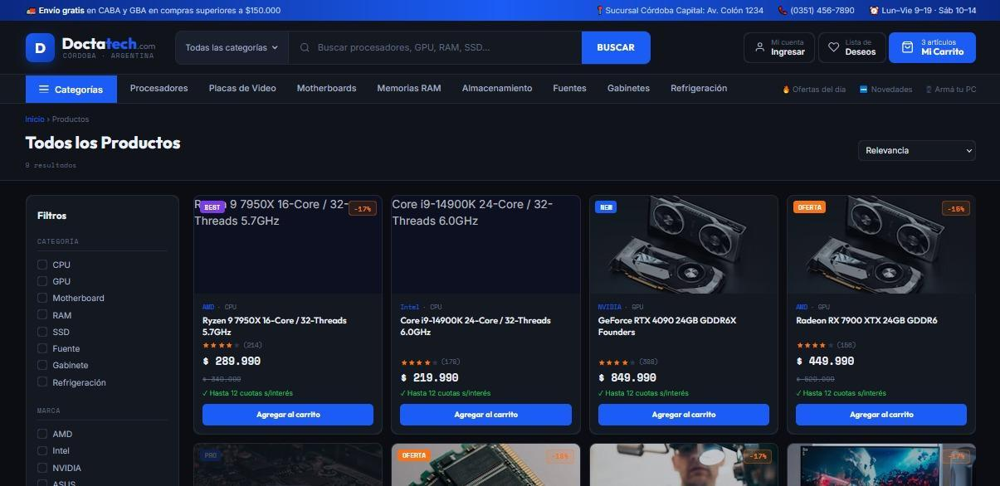 Envío gratis en CABA y GBA en compras superiores a $150.000
Sucursal Córdoba Capital: Av. Colón 1234
(0351) 456-7890
Lun–Vie 9–19 · Sáb 10–14
D
Doctatech.com
CÓRDOBA · ARGENTINA
Todas las categorías
Buscar procesadores, GPU, RAM, SSD...
BUSCAR
Mi cuenta
Ingresar
Lista de
Deseos
3 artículos
Mi Carrito
Categorías
Procesadores
Placas de Video
Motherboards
Memorias RAM
Almacenamiento
Fuentes
Gabinetes
Refrigeración
Ofertas del día
Novedades
Armá tu PC
Inicio › Productos
Todos los Productos
9 resultados
Relevancia
Filtros
CATEGORÍA
CPU
GPU
Motherboard
RAM
SSD
Fuente
Gabinete
Refrigeración
MARCA
AMD
Intel
NVIDIA
ASUS
BEST
-17%
Ryzen 9 7950X 16-Core / 32-
Threads 5.7GHz
AMD · CPU
Ryzen 9 7950X 16-Core / 32-Threads
5.7GHz
★★★★★ (214)
$ 289.990
$ 349.990
✓ Hasta 12 cuotas s/interés
Agregar al carrito
Core i9-14900K 24-Core / 32-
Threads 6.0GHz
Intel · CPU
Core i9-14900K 24-Core / 32-Threads
6.0GHz
★★★★★ (178)
$ 219.990
✓ Hasta 12 cuotas s/interés
Agregar al carrito
NEW
NVIDIA · GPU
GeForce RTX 4090 24GB GDDR6X
Founders
★★★★★ (388)
$ 849.990
✓ Hasta 12 cuotas s/interés
Agregar al carrito
OFERTA
-15%
AMD · GPU
Radeon RX 7900 XTX 24GB GDDR6
★★★★★ (156)
$ 449.990
$ 529.990
✓ Hasta 12 cuotas s/interés
Agregar al carrito
PRO
OFERTA
-17%
-17%